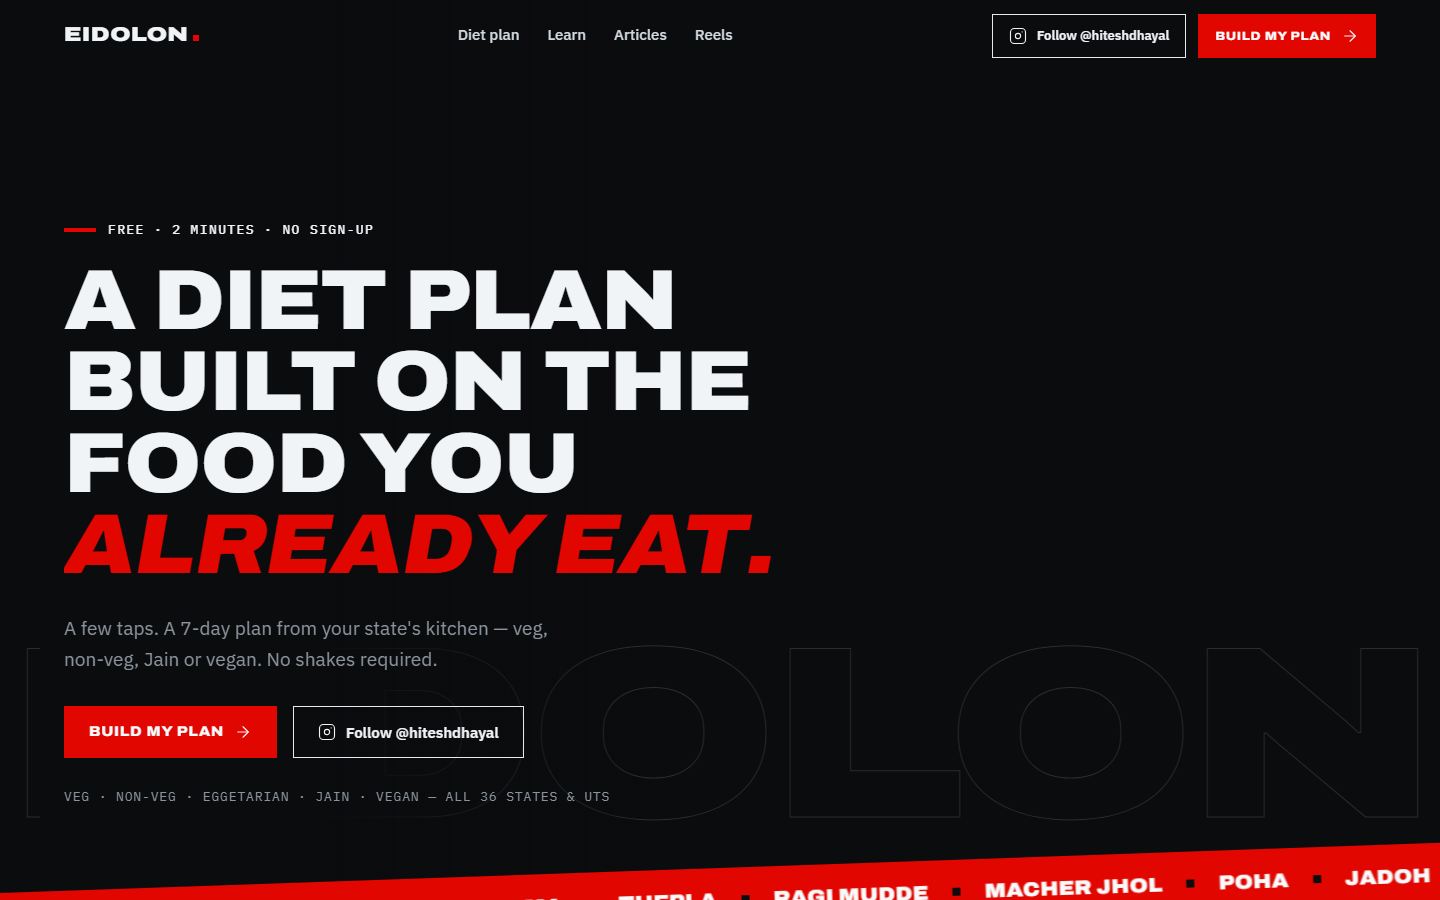 EIDOLON.
Diet plan
Learn
Articles
Reels
Follow @hiteshdhayal
BUILD MY PLAN
FREE · 2 MINUTES · NO SIGN-UP
A DIET PLAN
BUILT ON THE
FOOD YOU
ALREADY EAT.
A few taps. A 7-day plan from your state's kitchen — veg,
non-veg, Jain or vegan. No shakes required.
BUILD MY PLAN
Follow @hiteshdhayal
VEG · NON-VEG · EGGETARIAN · JAIN · VEGAN — ALL 36 STATES & UTS
THEPLA ▪ RAGI MUDDE ▪ MACHER JHOL ▪ POHA ▪ JADOH